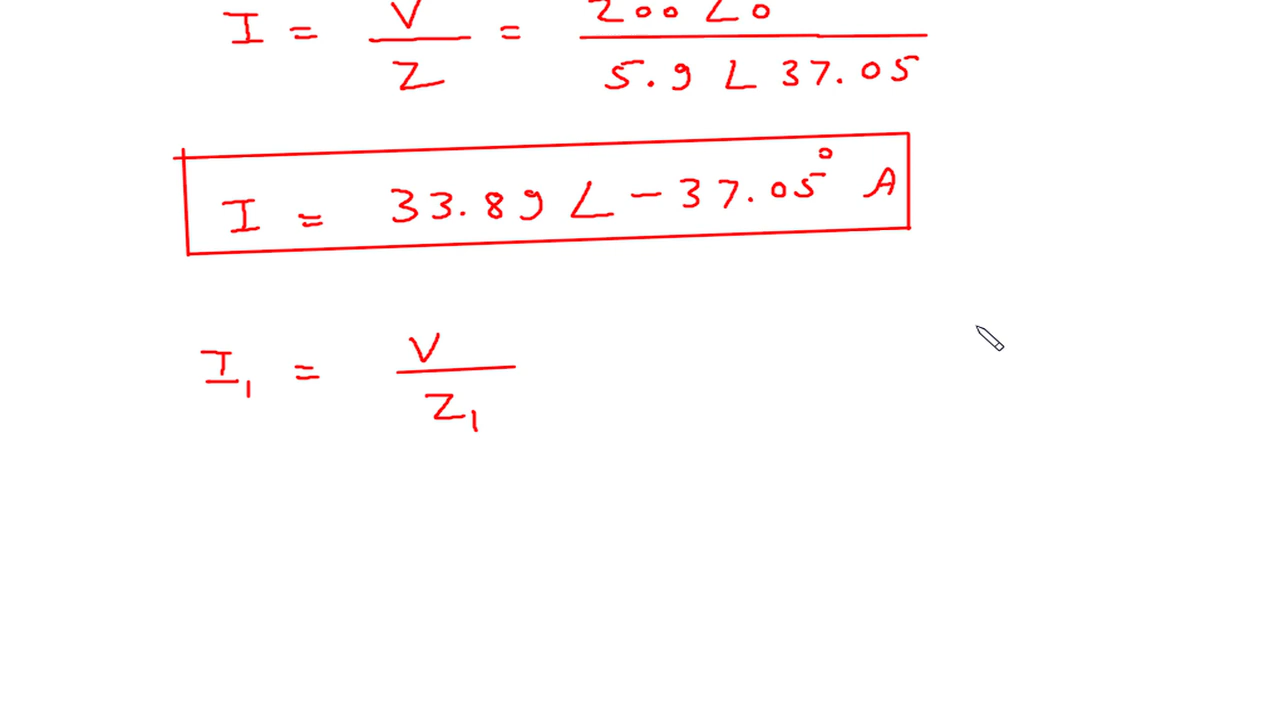 I = V / Z = 200 ∠0 / 5.9 ∠ 37.05
I = 33.89 ∠ -37.05° A
I₁ = V / Z₁